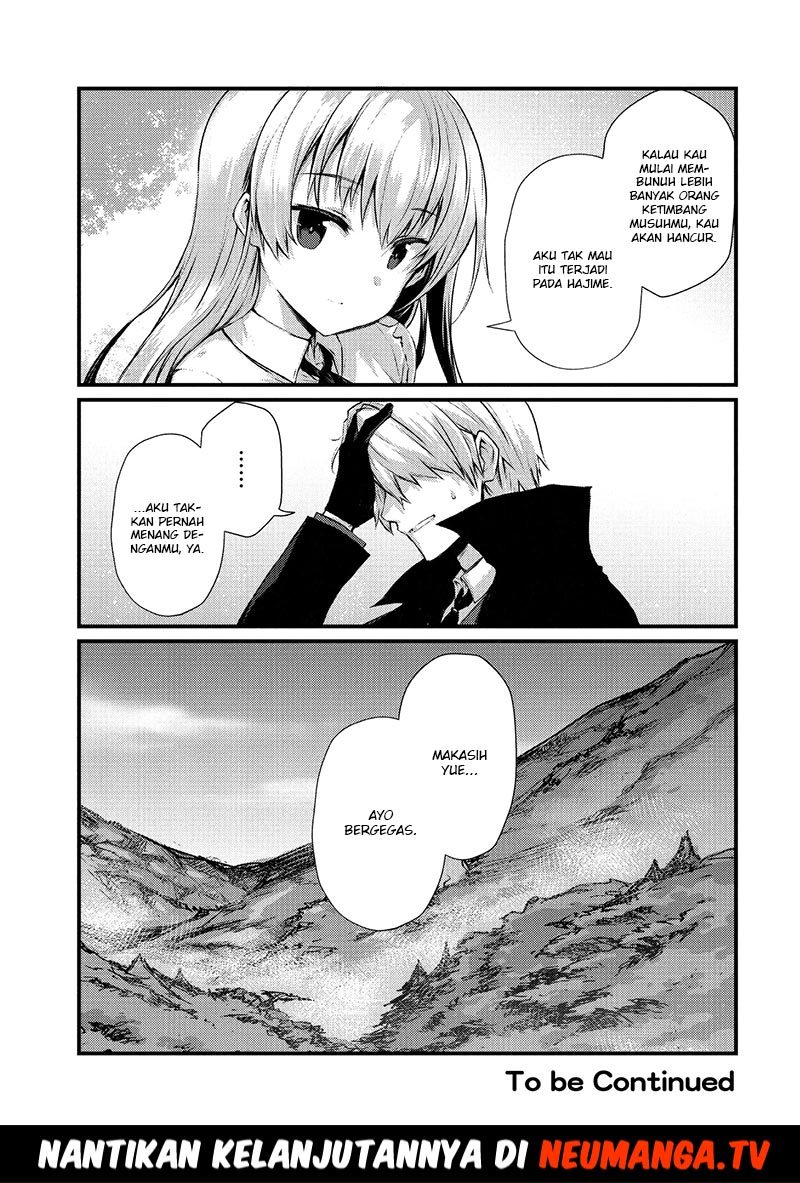 KALAU KAU
MULAI MEM-
BUNUH LEBIH
BANYAK ORANG
KETIMBANG
MUSUHMU, KAU
AKAN HANCUR.
AKU TAK MAU
ITU TERJADI
PADA HAJIME.
......
...AKU TAK-
KAN PERNAH
MENANG DE-
NGANMU, YA.
MAKASIH
YUE...
AYO
BERGEGAS.
To be Continued
NANTIKAN KELANJUTANNYA DI NEUMANGA.TV